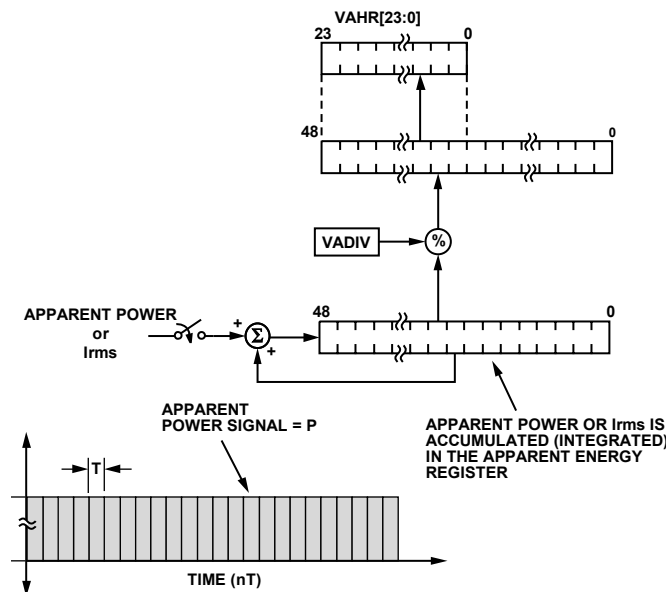 VAHR[23:0]
23 0
48 0
VADIV
%
48 0
APPARENT POWER
or
Irms
+
Σ
+
APPARENT
POWER SIGNAL = P
APPARENT POWER OR Irms IS
ACCUMULATED (INTEGRATED)
IN THE APPARENT ENERGY
REGISTER
T
TIME (nT)